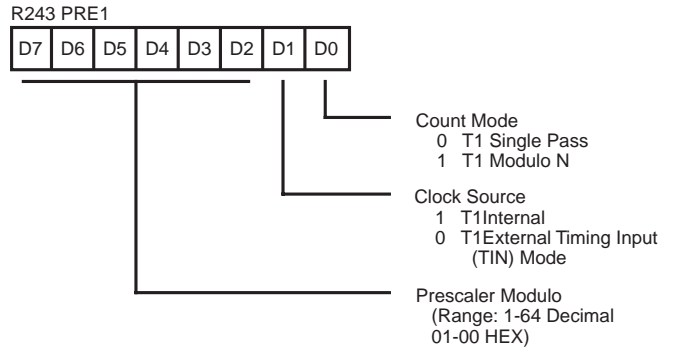 R243 PRE1
D7 D6 D5 D4 D3 D2 D1 D0
Count Mode
0 T1 Single Pass
1 T1 Modulo N
Clock Source
1 T1Internal
0 T1External Timing Input
(TIN) Mode
Prescaler Modulo
(Range: 1-64 Decimal
01-00 HEX)